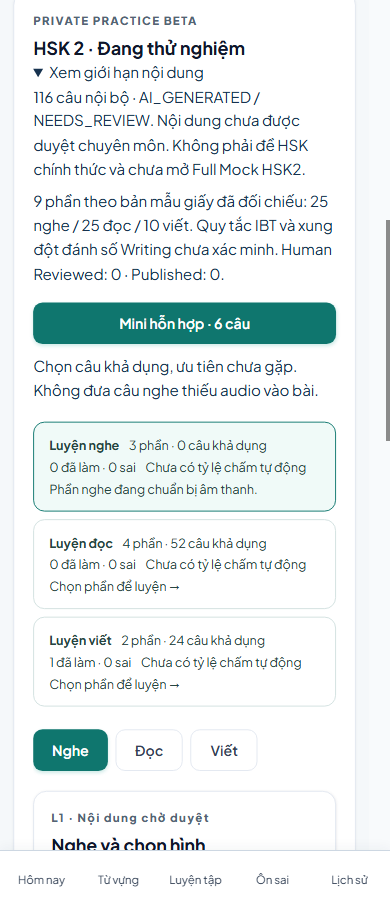 PRIVATE PRACTICE BETA
HSK 2 · Đang thử nghiệm
▼ Xem giới hạn nội dung
116 câu nội bộ · AI_GENERATED /
NEEDS_REVIEW. Nội dung chưa được
duyệt chuyên môn. Không phải đề HSK
chính thức và chưa mở Full Mock HSK2.
9 phần theo bản mẫu giấy đã đối chiếu: 25
nghe / 25 đọc / 10 viết. Quy tắc IBT và xung
đột đánh số Writing chưa xác minh. Human
Reviewed: 0 · Published: 0.
Mini hỗn hợp · 6 câu
Chọn câu khả dụng, ưu tiên chưa gặp.
Không đưa câu nghe thiếu audio vào bài.
Luyện nghe 3 phần · 0 câu khả dụng
0 đã làm · 0 sai Chưa có tỷ lệ chấm tự động
Phần nghe đang chuẩn bị âm thanh.
Luyện đọc 4 phần · 52 câu khả dụng
0 đã làm · 0 sai Chưa có tỷ lệ chấm tự động
Chọn phần để luyện →
Luyện viết 2 phần · 24 câu khả dụng
1 đã làm · 0 sai Chưa có tỷ lệ chấm tự động
Chọn phần để luyện →
Nghe Đọc Viết
L1 · Nội dung chờ duyệt
Nghe và chọn hình
Hôm nay Từ vựng Luyện tập Ôn sai Lịch sử